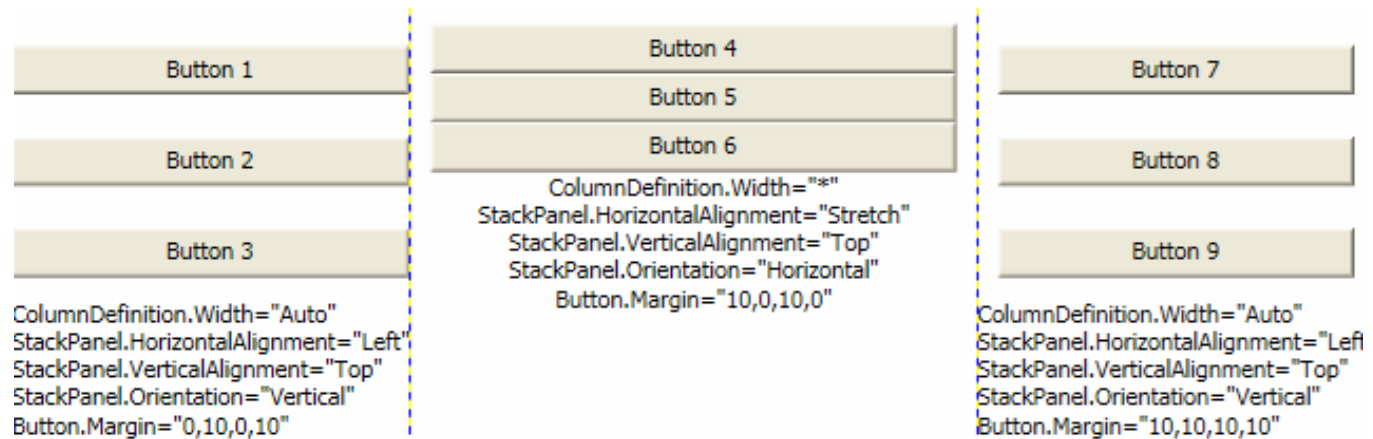 Button 1
Button 2
Button 3
ColumnDefinition.Width="Auto"
StackPanel.HorizontalAlignment="Left"
StackPanel.VerticalAlignment="Top"
StackPanel.Orientation="Vertical"
Button.Margin="0,10,0,10"
Button 4
Button 5
Button 6
ColumnDefinition.Width="*"
StackPanel.HorizontalAlignment="Stretch"
StackPanel.VerticalAlignment="Top"
StackPanel.Orientation="Horizontal"
Button.Margin="10,0,10,0"
Button 7
Button 8
Button 9
ColumnDefinition.Width="Auto"
StackPanel.HorizontalAlignment="Left
StackPanel.VerticalAlignment="Top"
StackPanel.Orientation="Vertical"
Button.Margin="10,10,10,10"